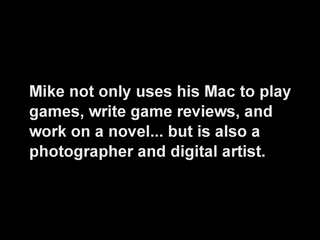 Mike not only uses his Mac to play
games, write game reviews, and
work on a novel... but is also a
photographer and digital artist.